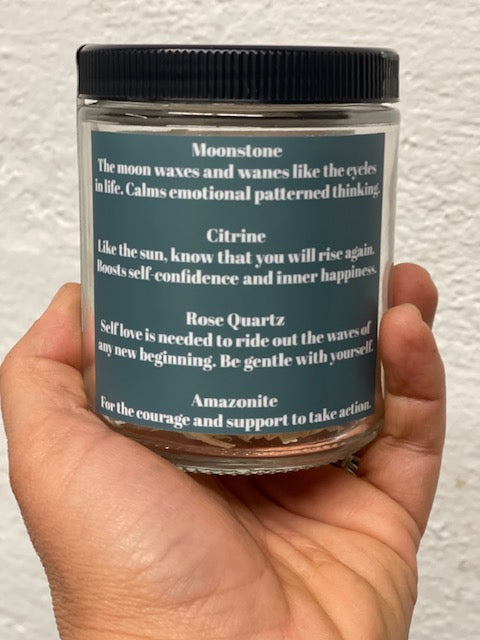 Moonstone
The moon waxes and wanes like the cycles
in life. Calms emotional patterned thinking.
Citrine
Like the sun, know that you will rise again.
Boosts self-confidence and inner happiness.
Rose Quartz
Self love is needed to ride out the waves of
any new beginning. Be gentle with yourself.
Amazonite
For the courage and support to take action.